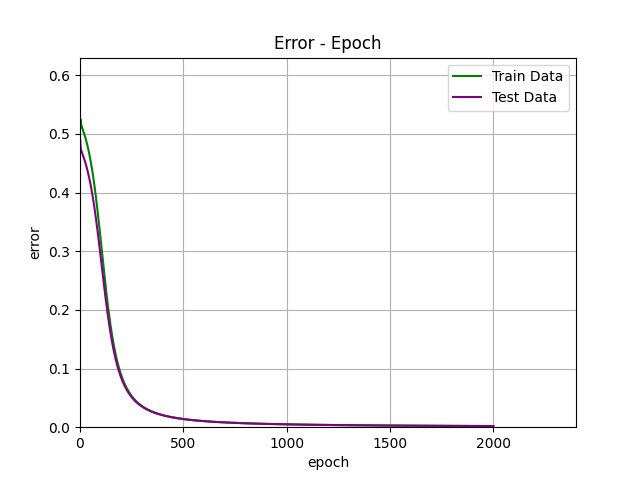 Error - Epoch
Train Data
Test Data
0.6
0.5
0.4
0.3
0.2
0.1
0.0
error
0 500 1000 1500 2000
epoch